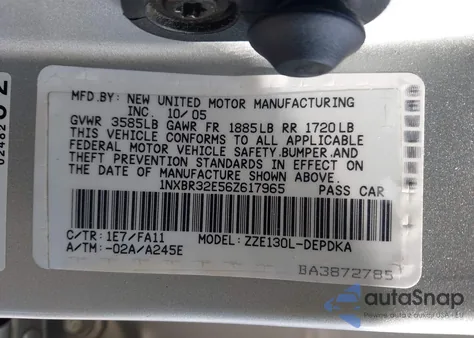 MFD.BY: NEW UNITED MOTOR MANUFACTURING
INC. 10/05
GVWR 3585LB GAWR FR 1885LB RR 1720LB
THIS VEHICLE CONFORMS TO ALL APPLICABLE
FEDERAL MOTOR VEHICLE SAFETY, BUMPER, AND
THEFT PREVENTION STANDARDS IN EFFECT ON
THE DATE OF MANUFACTURE SHOWN ABOVE.
1NXBR32E56Z617965 PASS CAR
C/TR: 1E7/FA11 MODEL: ZZE130L-DEPDKA
A/TM: -02A/A245E
BA3872785
autoSnap